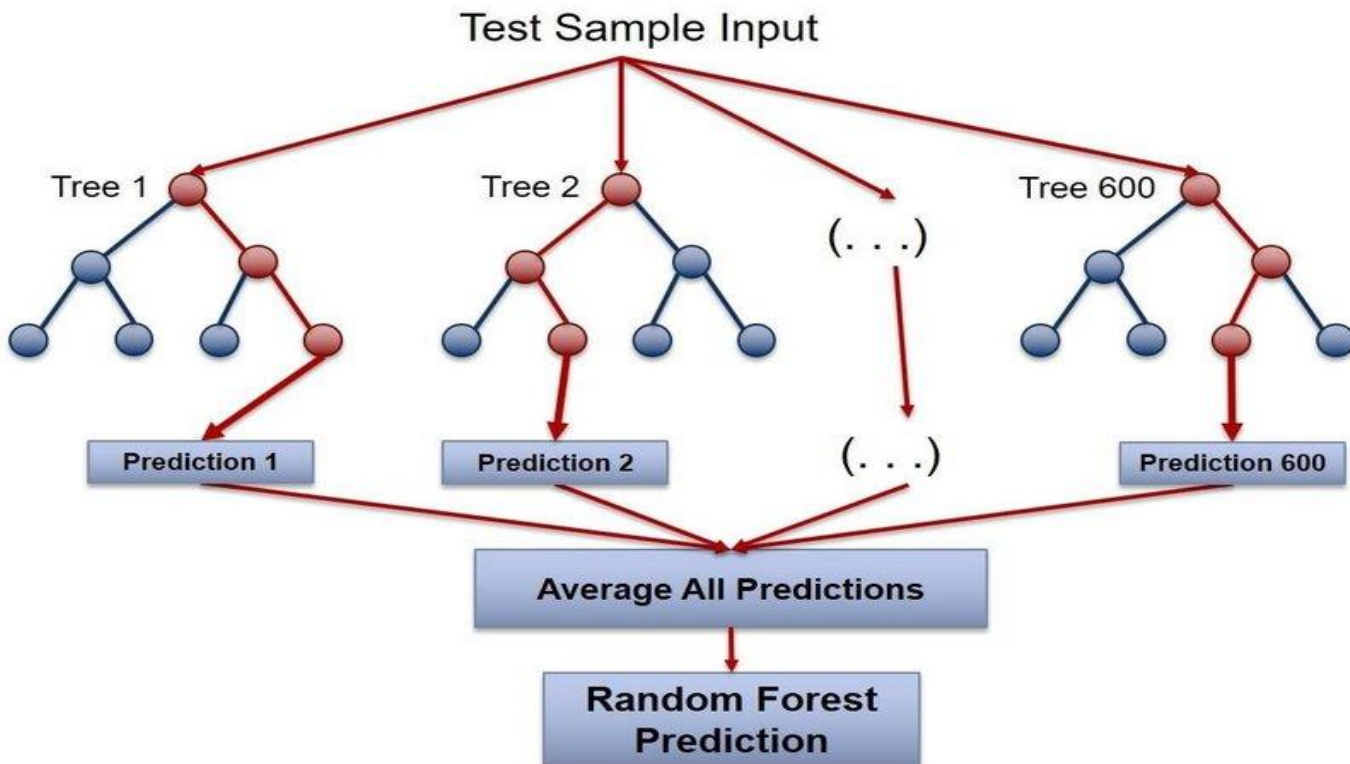 Test Sample Input
Tree 1
Tree 2
(. . .)
Tree 600
Prediction 1
Prediction 2
(. . .)
Prediction 600
Average All Predictions
Random Forest
Prediction